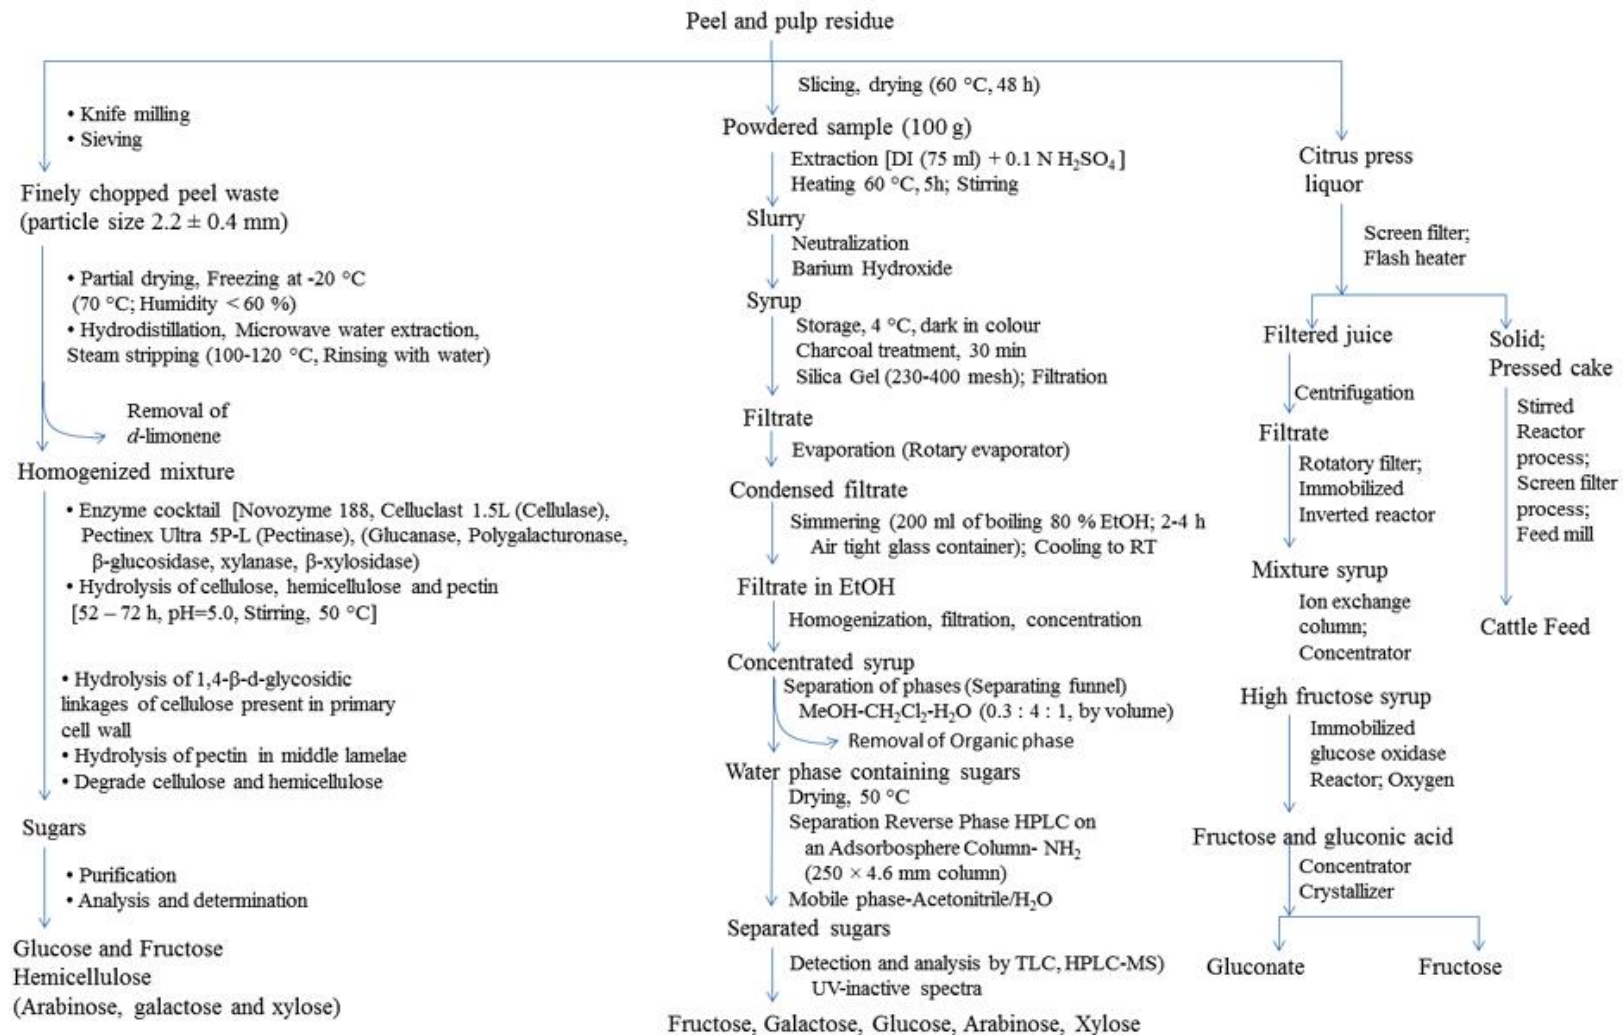 Peel and pulp residue
• Knife milling
• Sieving
Finely chopped peel waste
(particle size 2.2 ± 0.4 mm)
• Partial drying, Freezing at -20 °C
(70 °C; Humidity < 60 %)
• Hydrodistillation, Microwave water extraction,
Steam stripping (100-120 °C, Rinsing with water)
Removal of
d-limonene
Homogenized mixture
• Enzyme cocktail [Novozyme 188, Celluclast 1.5L (Cellulase),
Pectinex Ultra 5P-L (Pectinase), (Glucanase, Polygalacturonase,
β-glucosidase, xylanase, β-xylosidase)
• Hydrolysis of cellulose, hemicellulose and pectin
[52 – 72 h, pH=5.0, Stirring, 50 °C]
• Hydrolysis of 1,4-β-d-glycosidic
linkages of cellulose present in primary
cell wall
• Hydrolysis of pectin in middle lamelae
• Degrade cellulose and hemicellulose
Sugars
• Purification
• Analysis and determination
Glucose and Fructose
Hemicellulose
(Arabinose, galactose and xylose)
Slicing, drying (60 °C, 48 h)
Powdered sample (100 g)
Extraction [DI (75 ml) + 0.1 N H₂SO₄]
Heating 60 °C, 5h; Stirring
Slurry
Neutralization
Barium Hydroxide
Syrup
Storage, 4 °C, dark in colour
Charcoal treatment, 30 min
Silica Gel (230-400 mesh); Filtration
Filtrate
Evaporation (Rotary evaporator)
Condensed filtrate
Simmering (200 ml of boiling 80 % EtOH; 2-4 h
Air tight glass container); Cooling to RT
Filtrate in EtOH
Homogenization, filtration, concentration
Concentrated syrup
Separation of phases (Separating funnel)
MeOH-CH₂Cl₂-H₂O (0.3 : 4 : 1, by volume)
Removal of Organic phase
Water phase containing sugars
Drying, 50 °C
Separation Reverse Phase HPLC on
an Adsorbosphere Column- NH₂
(250 × 4.6 mm column)
Mobile phase-Acetonitrile/H₂O
Separated sugars
Detection and analysis by TLC, HPLC-MS)
UV-inactive spectra
Fructose, Galactose, Glucose, Arabinose, Xylose
Citrus press
liquor
Screen filter;
Flash heater
Filtered juice
Centrifugation
Filtrate
Rotatory filter;
Immobilized
Inverted reactor
Mixture syrup
Ion exchange
column;
Concentrator
High fructose syrup
Immobilized
glucose oxidase
Reactor; Oxygen
Fructose and gluconic acid
Concentrator
Crystallizer
Gluconate
Fructose
Solid;
Pressed cake
Stirred
Reactor
process;
Screen filter
process;
Feed mill
Cattle Feed